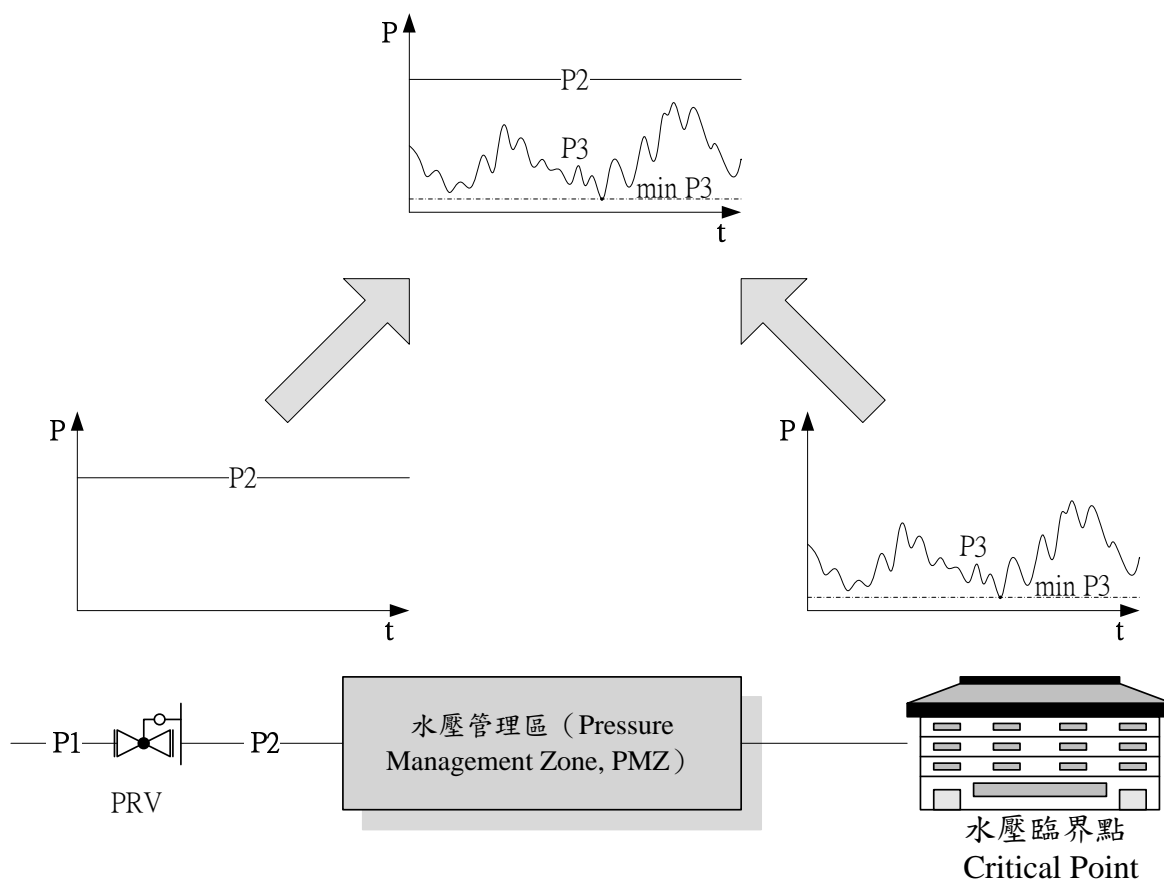 P
P2
P3
min P3
t
P
P2
t
P
P3
min P3
t
P1
P2
PRV
水壓管理區（Pressure
Management Zone, PMZ）
水壓臨界點
Critical Point